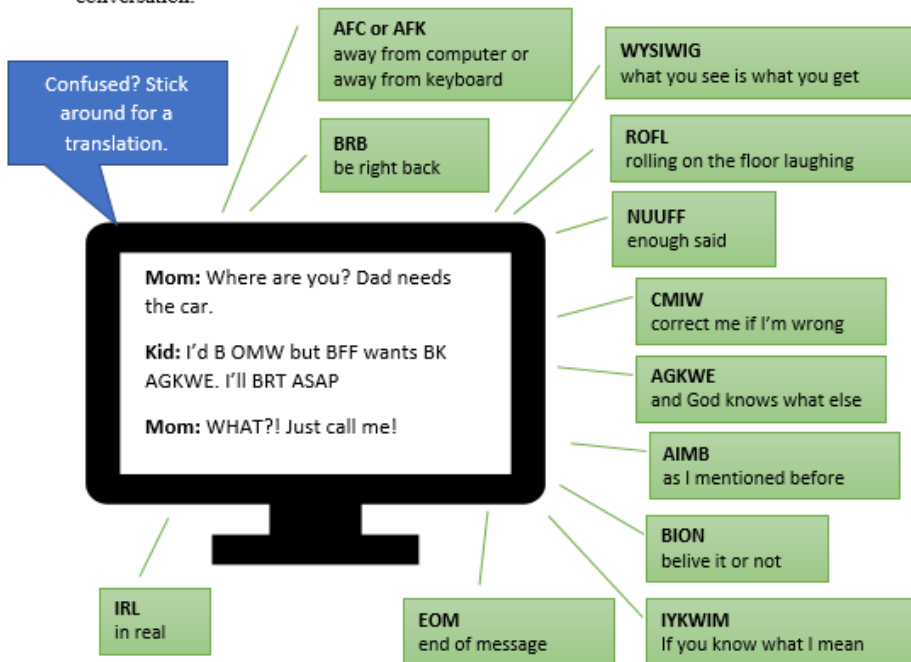 conversation.
AFC or AFK
away from computer or
away from keyboard
WYSIWIG
what you see is what you get
Confused? Stick
around for a
translation.
BRB
be right back
ROFL
rolling on the floor laughing
NUUFF
enough said
Mom: Where are you? Dad needs
the car.
Kid: I'd B OMW but BFF wants BK
AGKWE. I'll BRT ASAP
Mom: WHAT?! Just call me!
CMIW
correct me if I'm wrong
AGKWE
and God knows what else
AIMB
as I mentioned before
BION
belive it or not
IRL
in real
EOM
end of message
IYKWIM
If you know what I mean